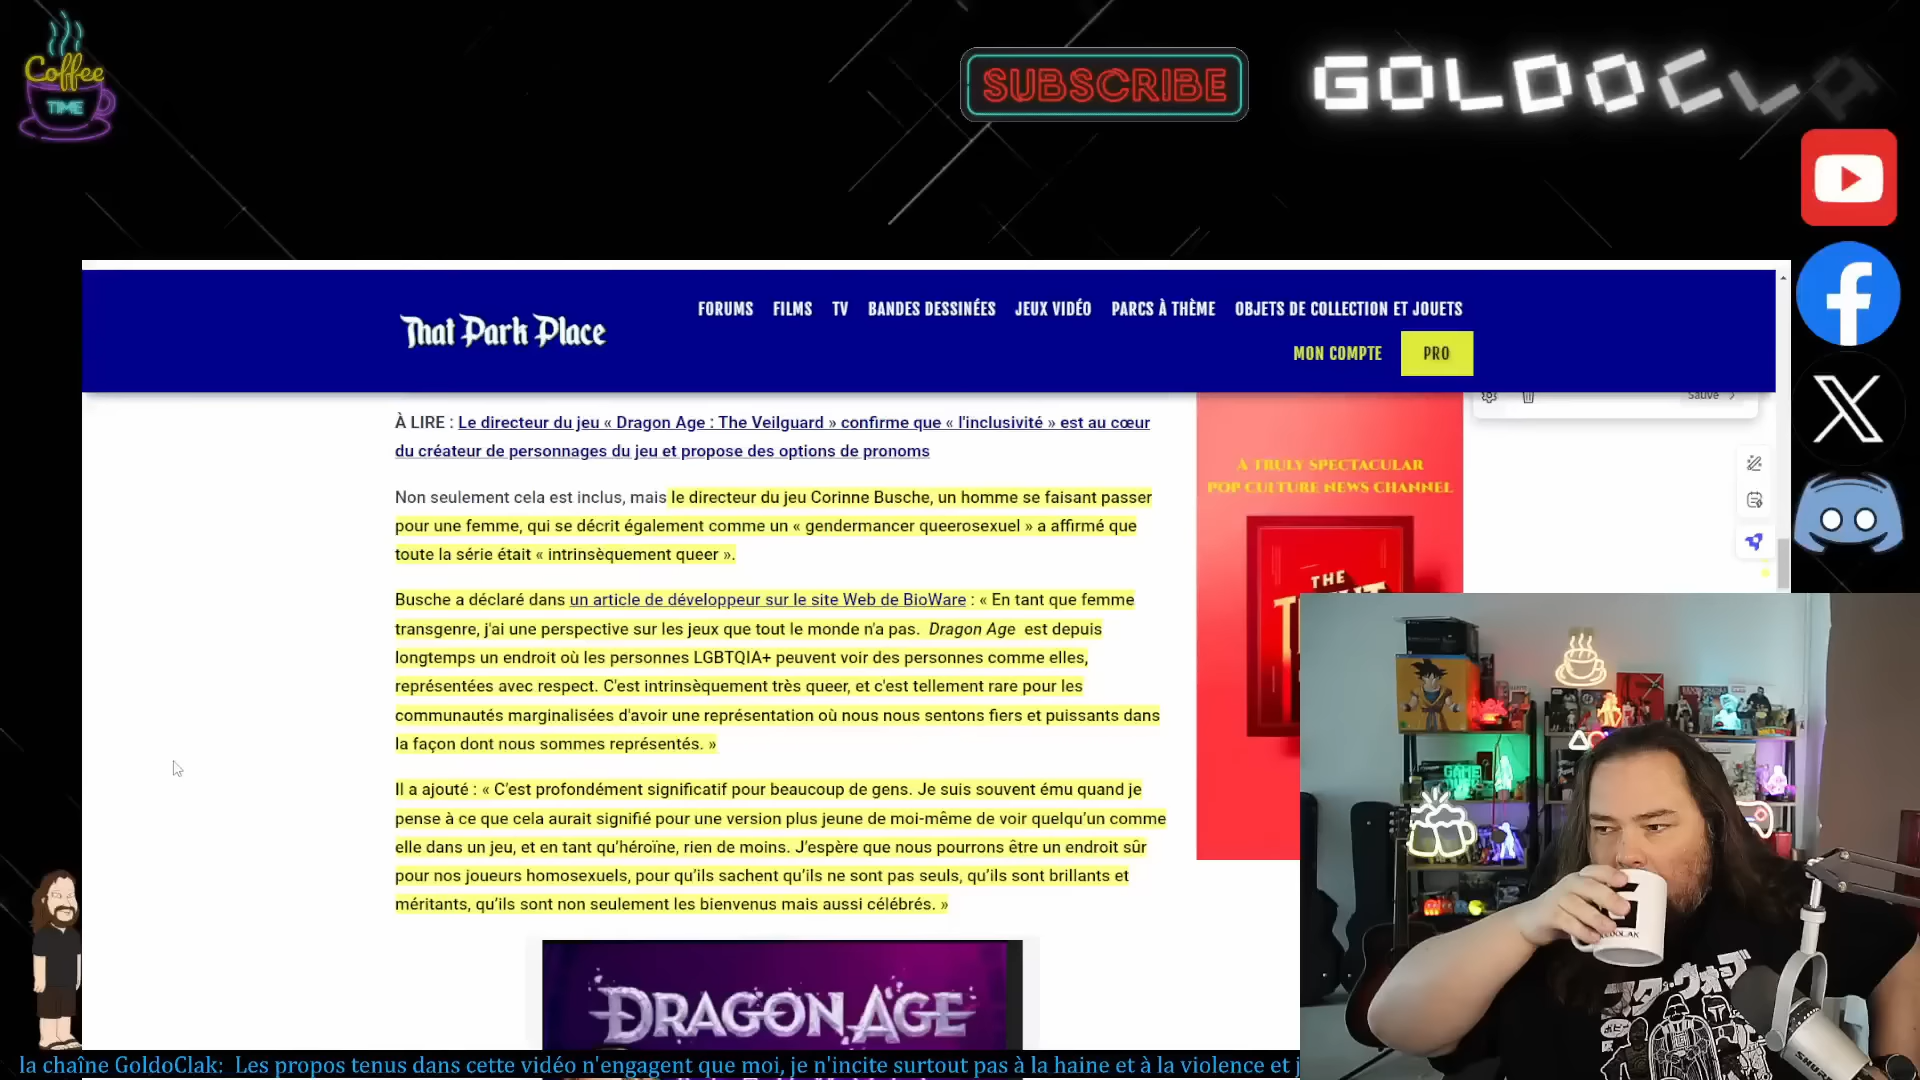 Coffee
TIME
SUBSCRIBE
GOLDOCLA
That Park Place
FORUMS FILMS TV BANDES DESSINÉES JEUX VIDÉO PARCS À THÈME OBJETS DE COLLECTION ET JOUETS
MON COMPTE PRO
Sauvé
À LIRE : Le directeur du jeu « Dragon Age : The Veilguard » confirme que « l'inclusivité » est au cœur
du créateur de personnages du jeu et propose des options de pronoms
Non seulement cela est inclus, mais le directeur du jeu Corinne Busche, un homme se faisant passer
pour une femme, qui se décrit également comme un « gendermancer queerosexuel » a affirmé que
toute la série était « intrinsèquement queer ».
Busche a déclaré dans un article de développeur sur le site Web de BioWare : « En tant que femme
transgenre, j'ai une perspective sur les jeux que tout le monde n'a pas. Dragon Age est depuis
longtemps un endroit où les personnes LGBTQIA+ peuvent voir des personnes comme elles,
représentées avec respect. C'est intrinsèquement très queer, et c'est tellement rare pour les
communautés marginalisées d'avoir une représentation où nous nous sentons fiers et puissants dans
la façon dont nous sommes représentés. »
Il a ajouté : « C’est profondément significatif pour beaucoup de gens. Je suis souvent ému quand je
pense à ce que cela aurait signifié pour une version plus jeune de moi-même de voir quelqu’un comme
elle dans un jeu, et en tant qu’héroïne, rien de moins. J’espère que nous pourrons être un endroit sûr
pour nos joueurs homosexuels, pour qu’ils sachent qu’ils ne sont pas seuls, qu’ils sont brillants et
méritants, qu’ils sont non seulement les bienvenus mais aussi célébrés. »
A TRULY SPECTACULAR
POP CULTURE NEWS CHANNEL
THE
DRAGON AGE
GAME
SHURE
la chaîne GoldoClak: Les propos tenus dans cette vidéo n'engagent que moi, je n'incite surtout pas à la haine et à la violence et j